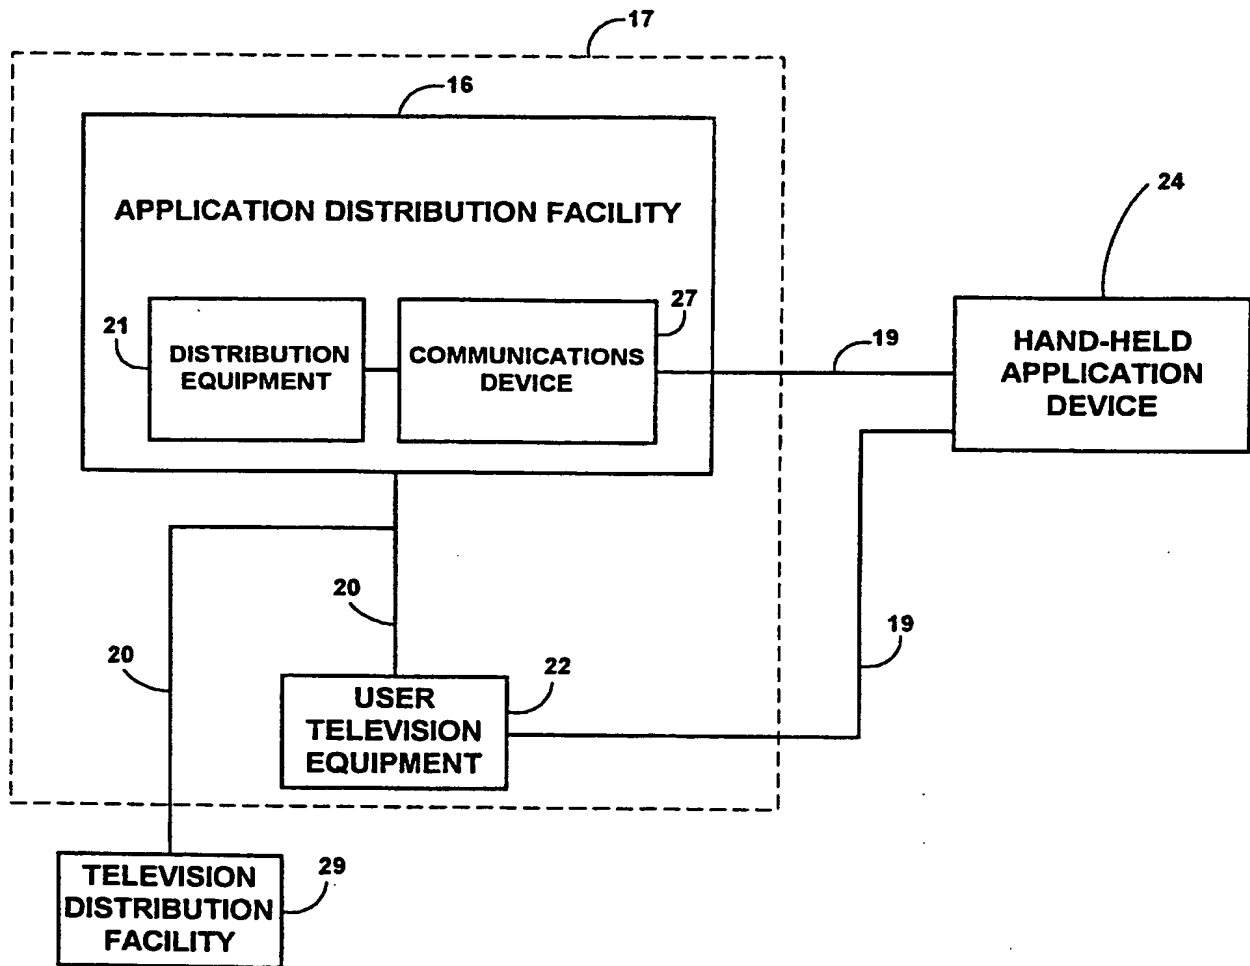 17
16
APPLICATION DISTRIBUTION FACILITY
24
21
DISTRIBUTION
EQUIPMENT
COMMUNICATIONS
DEVICE
27
19
HAND-HELD
APPLICATION
DEVICE
20
20
19
22
USER
TELEVISION
EQUIPMENT
TELEVISION
DISTRIBUTION
FACILITY
29